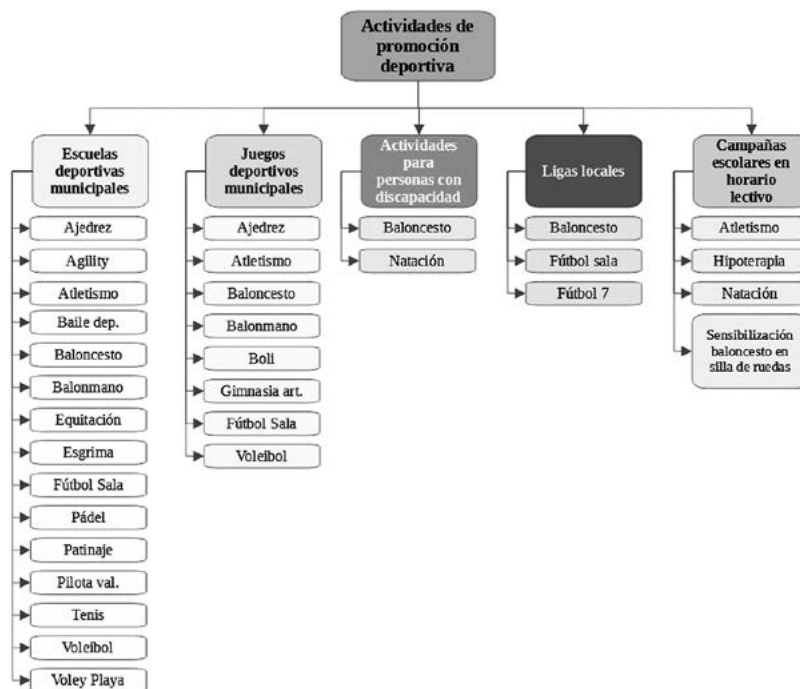 Actividades de
promoción
deportiva
Escuelas
deportivas
municipales
Ajedrez
Agility
Atletismo
Baile dep.
Baloncesto
Balonmano
Equitación
Esgrima
Fútbol Sala
Pádel
Patinaje
Pilota val.
Tenis
Voleibol
Voley Playa
Juegos
deportivos
municipales
Ajedrez
Atletismo
Baloncesto
Balonmano
Boli
Gimnasia art.
Fútbol Sala
Voleibol
Actividades
para
personas con
discapacidad
Baloncesto
Natación
Ligas locales
Baloncesto
Fútbol sala
Fútbol 7
Campañas
escolares en
horario
lectivo
Atletismo
Hipoterapia
Natación
Sensibilización
baloncesto en
silla de ruedas